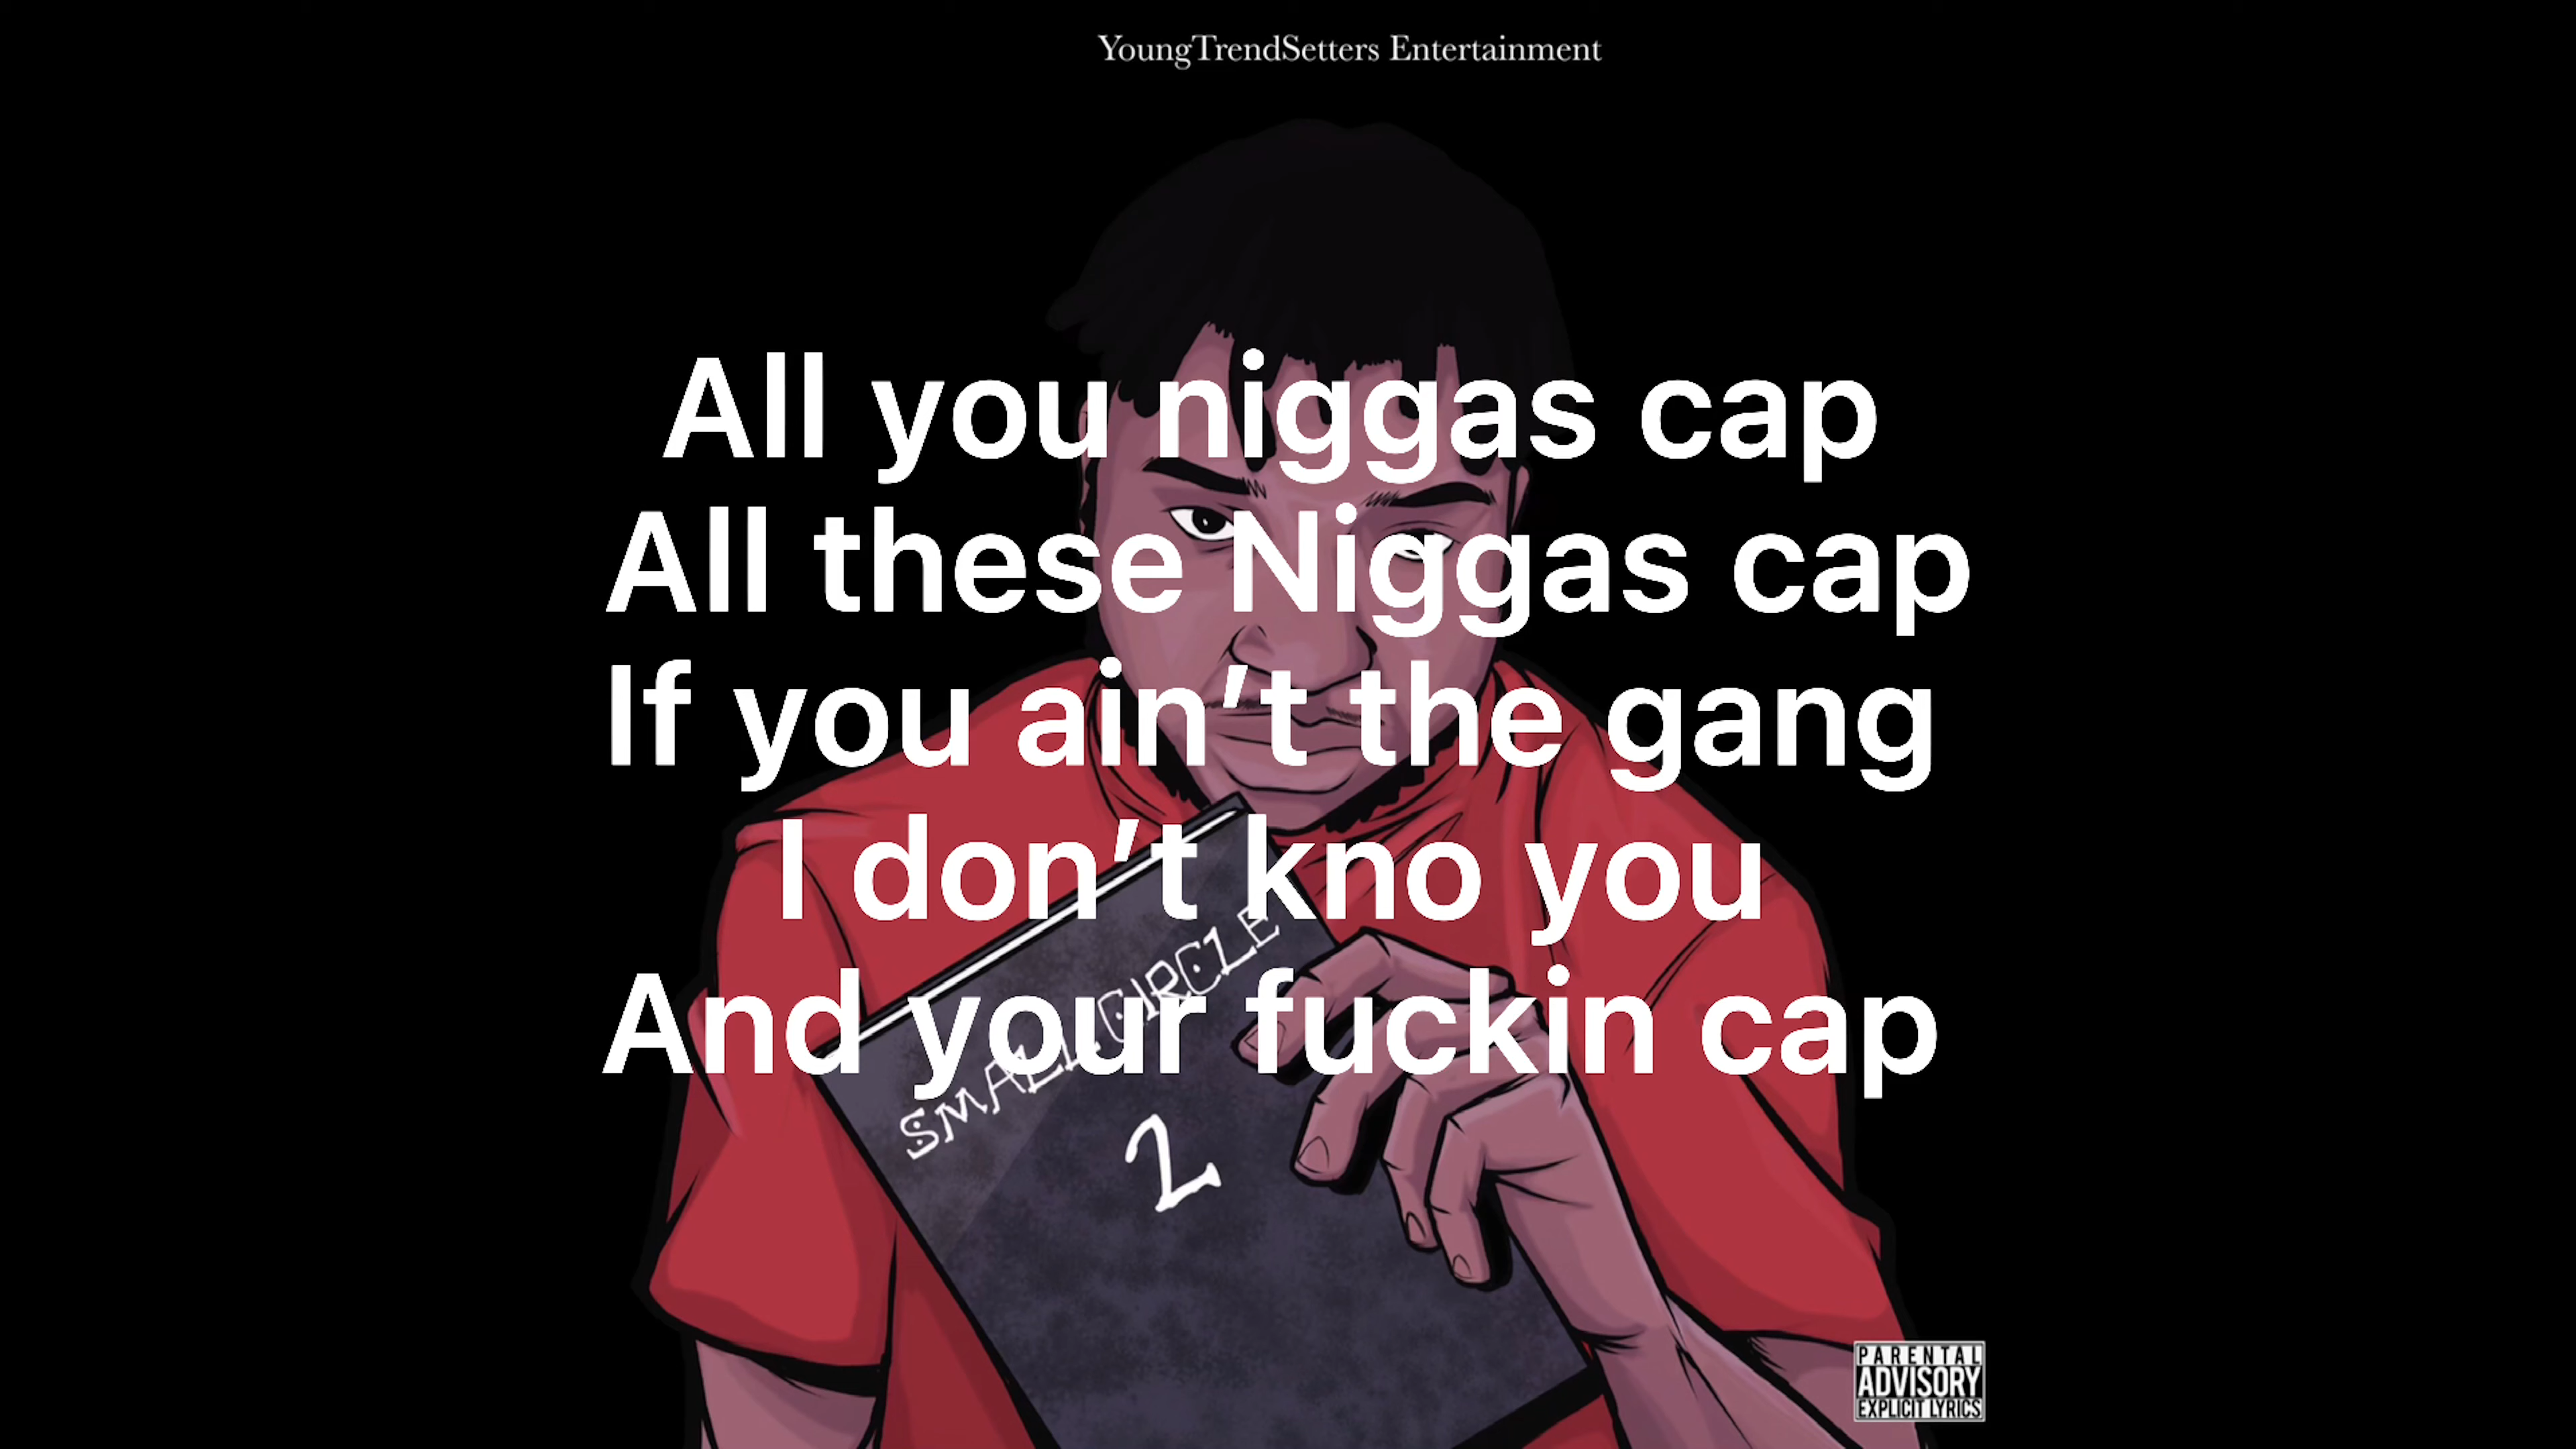 YoungTrendSetters Entertainment
All you niggas cap
All these Niggas cap
If you ain’t the gang
I don’t kno you
And your fuckin cap
SMALL CIRCLE
2
PARENTAL
ADVISORY
EXPLICIT LYRICS